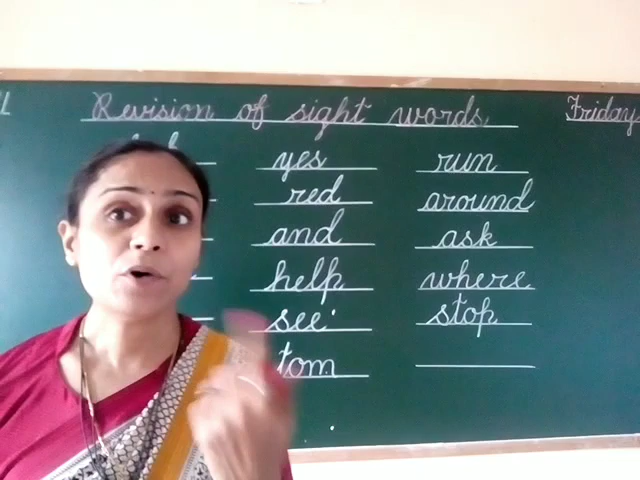 Revision of sight words
Friday
yes
red
and
help
see
tom
run
around
ask
where
stop